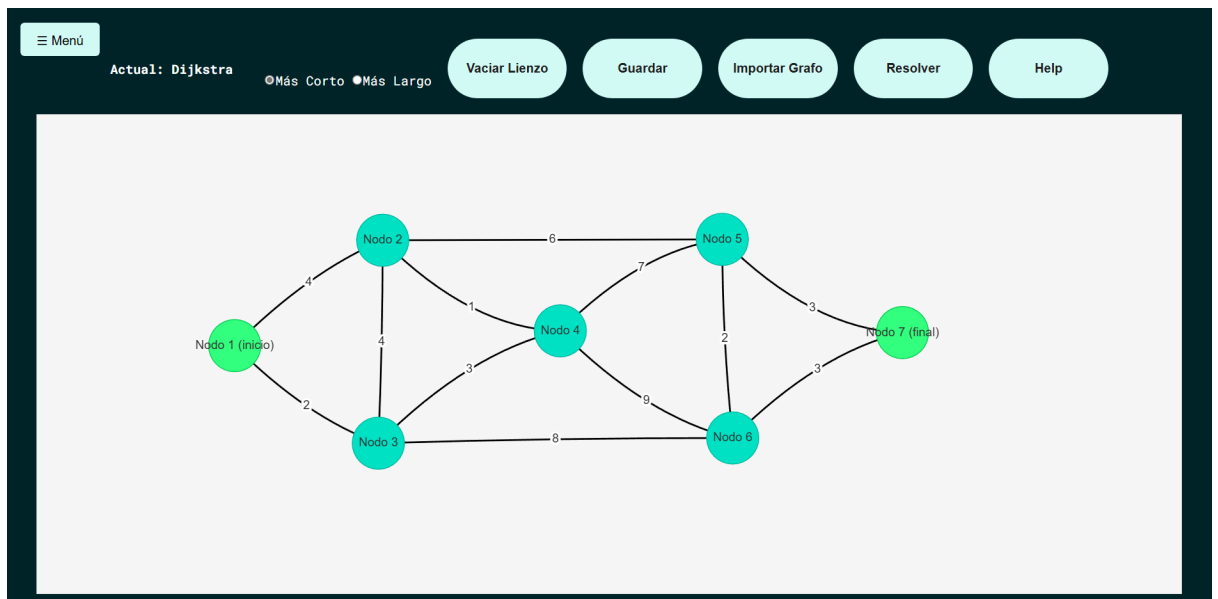 ☰ Menú
Actual: Dijkstra
Más Corto Más Largo
Vaciar Lienzo
Guardar
Importar Grafo
Resolver
Help
Nodo 2
6
Nodo 5
4
7
1
3
Nodo 4
Nodo 7 (final)
Nodo 1 (inicio)
4
2
3
3
9
2
Nodo 3
8
Nodo 6